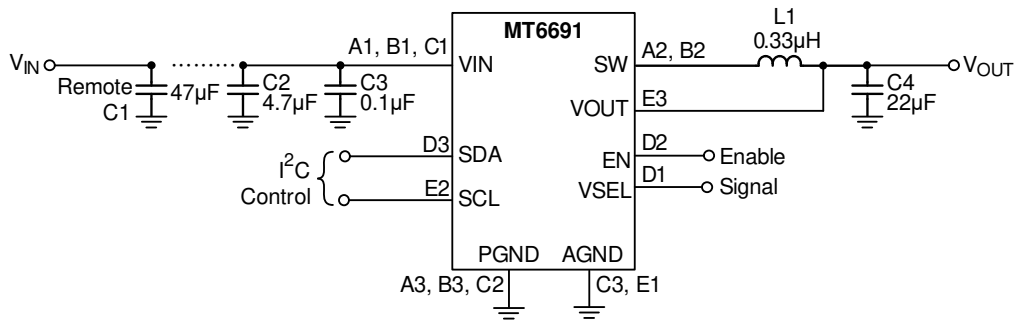 L1
0.33µH
MT6691
A1, B1, C1
A2, B2
VIN
VIN
SW
VOUT
Remote
C1
47µF
C2
4.7µF
C3
0.1µF
C4
22µF
E3
VOUT
D3
SDA
D2
EN
Enable
I²C
Control
E2
SCL
D1
VSEL
Signal
PGND
AGND
A3, B3, C2
C3, E1